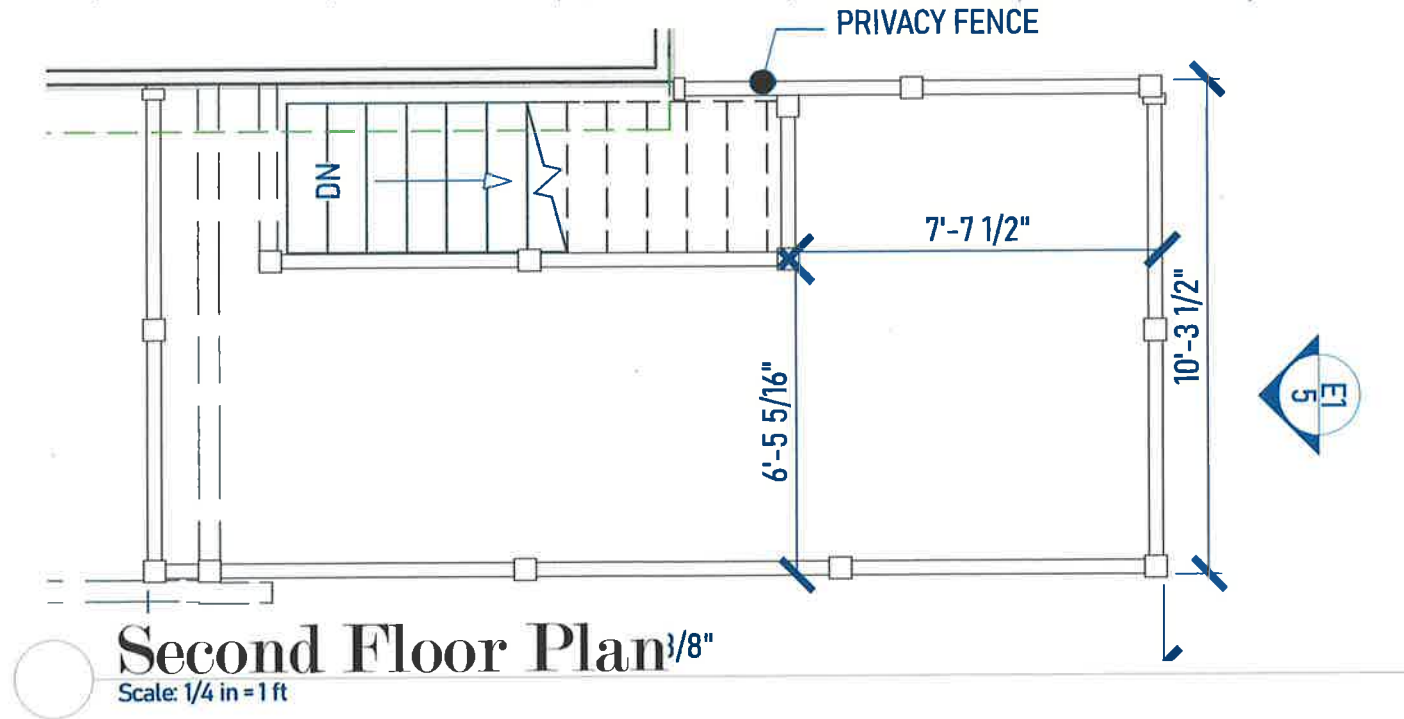 PRIVACY FENCE
DN
7'-7 1/2"
10'-3 1/2"
6'-5 5/16"
E1
5
Second Floor Plan
/8"
Scale: 1/4 in = 1 ft